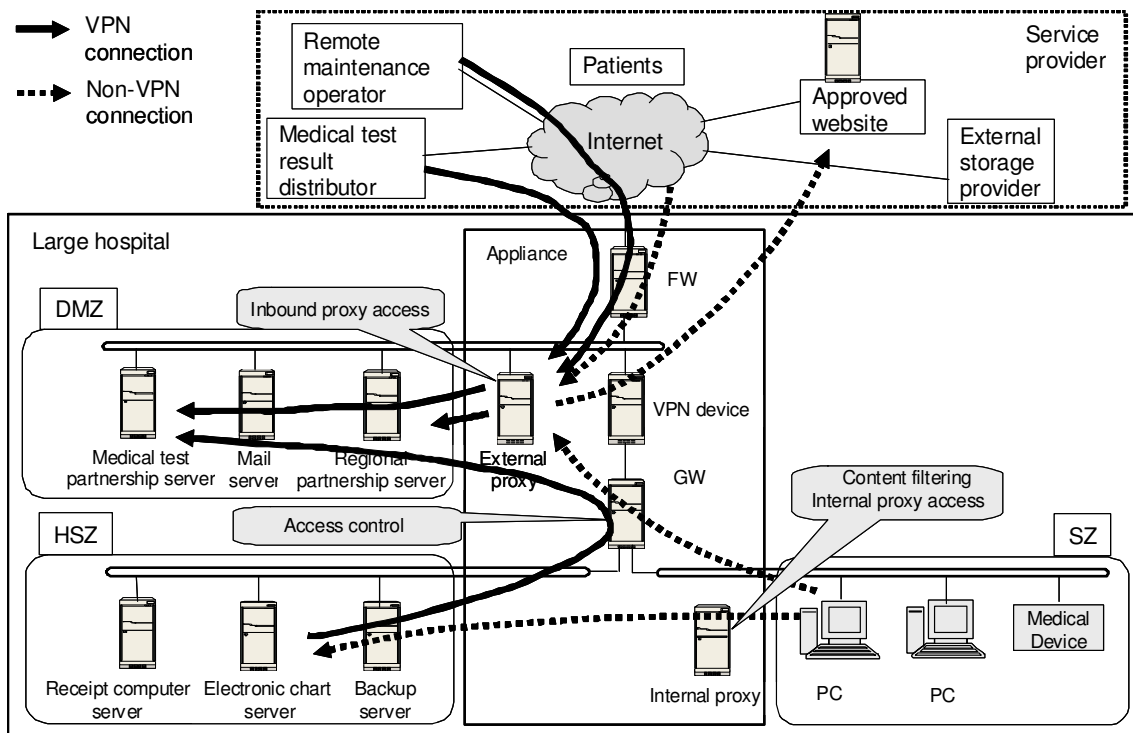 VPN
connection
Non-VPN
connection
Remote
maintenance
operator
Medical test
result
distributor
Patients
Internet
Service
provider
Approved
website
External
storage
provider
Large hospital
Appliance
FW
DMZ
Inbound proxy access
VPN device
Medical test
partnership server
Mail
server
Regional
partnership server
External
proxy
GW
Content filtering
Internal proxy access
Access control
HSZ
SZ
Receipt computer
server
Electronic chart
server
Backup
server
Internal proxy
PC
PC
Medical
Device